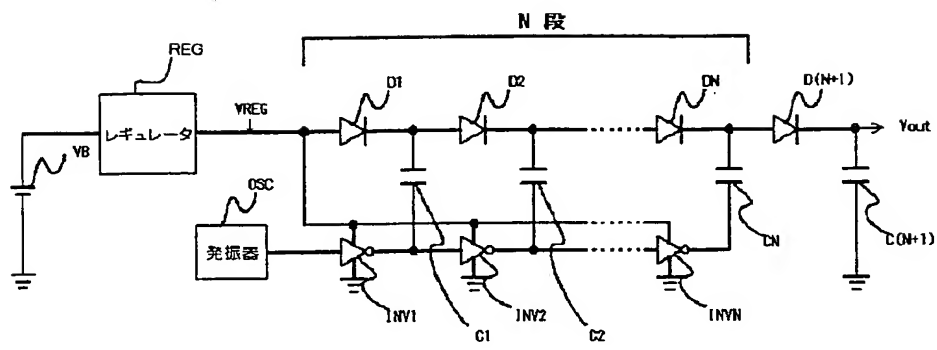 N 段
REG
レギュレータ
VREG
D1
D2
DN
D(N+1)
Vout
VB
OSC
発振器
CN
C(N+1)
INV1
C1
INV2
C2
INVN